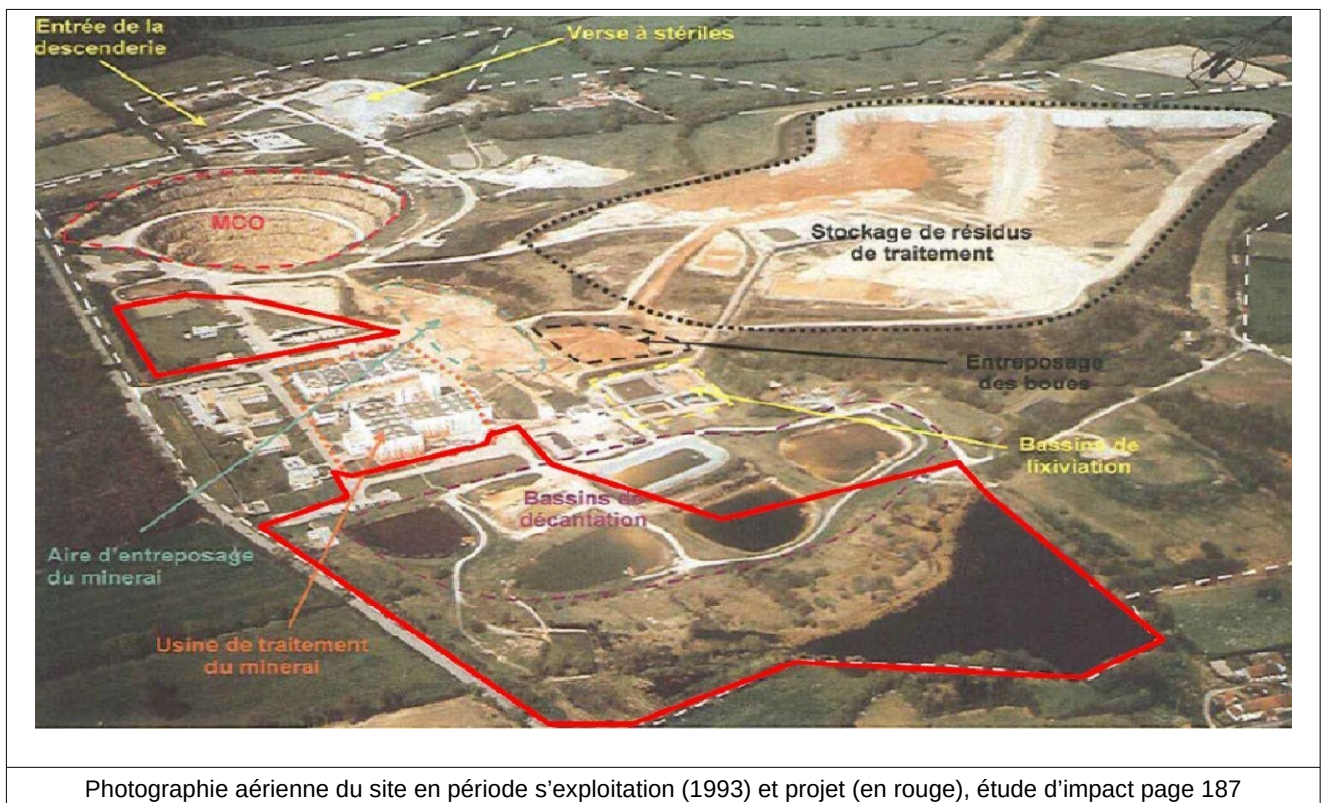 Entrée de la
descenderie
Verse à stériles
MCO
Stockage de résidus
de traitement
Entreposage
des boues
Bassins de
lixiviation
Bassins de
décantation
Aire d'entreposage
du minerai
Usine de traitement
du minerai
Photographie aérienne du site en période s'exploitation (1993) et projet (en rouge), étude d'impact page 187